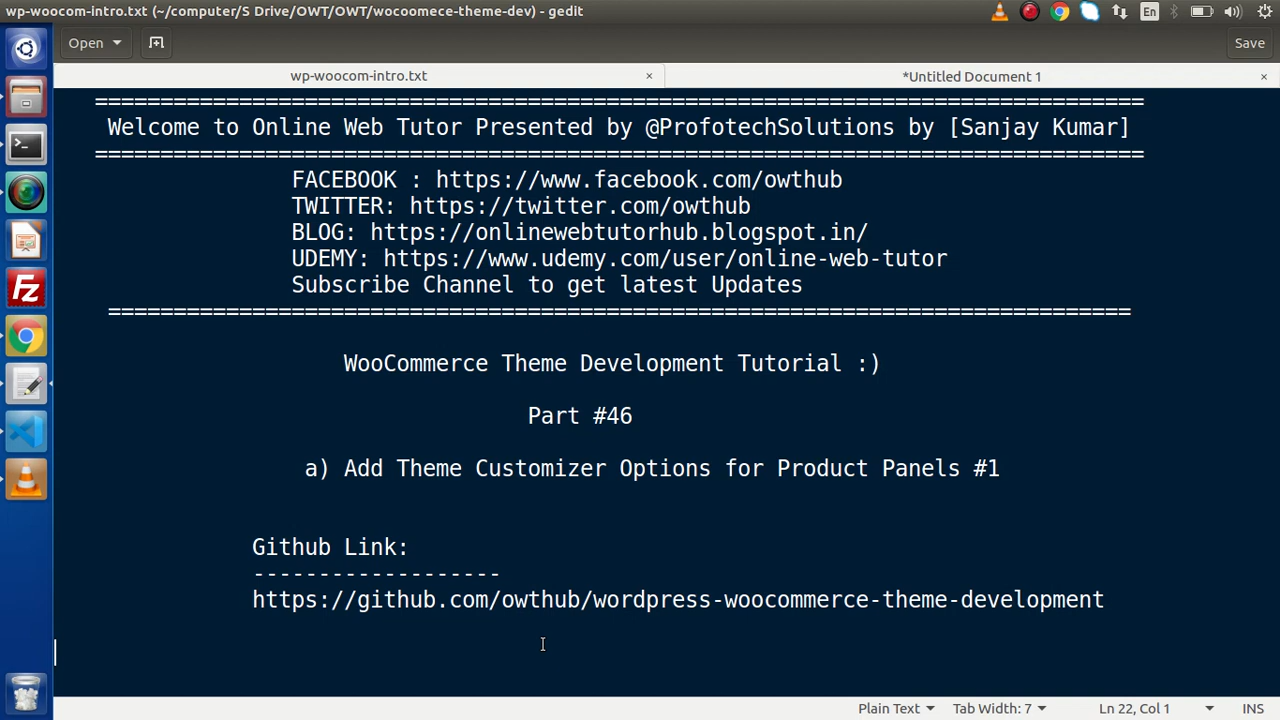 wp-woocom-intro.txt (~/computer/S Drive/OWT/OWT/wocoomece-theme-dev) - gedit
En
Open
Save
wp-woocom-intro.txt ×
*Untitled Document 1 ×
================================================================================
Welcome to Online Web Tutor Presented by @ProfotechSolutions by [Sanjay Kumar]
================================================================================
FACEBOOK : https://www.facebook.com/owthub
TWITTER: https://twitter.com/owthub
BLOG: https://onlinewebtutorhub.blogspot.in/
UDEMY: https://www.udemy.com/user/online-web-tutor
Subscribe Channel to get latest Updates
==============================================================================
WooCommerce Theme Development Tutorial :)
Part #46
a) Add Theme Customizer Options for Product Panels #1
Github Link:
-------------------
https://github.com/owthub/wordpress-woocommerce-theme-development
Plain Text
Tab Width: 7
Ln 22, Col 1
INS